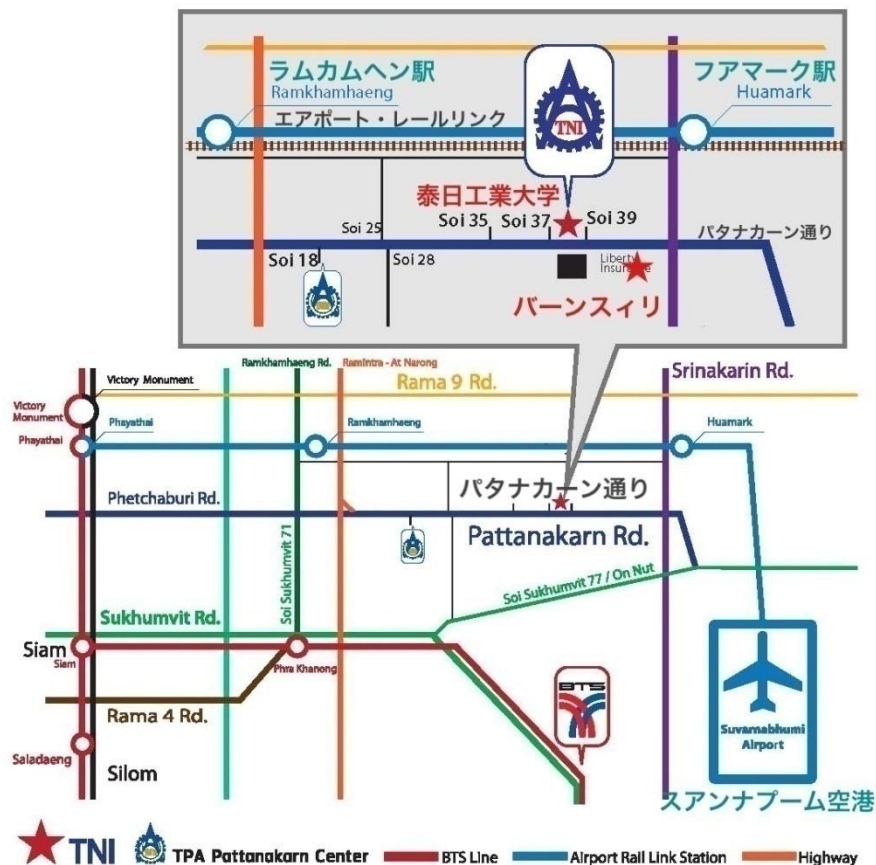 ラムカムヘン駅
Ramkhamhaeng
フアマーク駅
Huamark
エアポート・レールリンク
TNI
泰日工業大学
Soi 25
Soi 35
Soi 37
Soi 39
パタナカーン通り
Soi 18
Soi 28
Liberty
Insurance
バーンスィリ
Ramkhamhaeng Rd.
Ramintra - At Narong
Srinakarin Rd.
Victory Monument
Rama 9 Rd.
Victory
Monument
Phayathai
Phayathai
Ramkhamhaeng
Huamark
パタナカーン通り
Phetchaburi Rd.
Pattanakarn Rd.
Soi Sukhumvit 71
Soi Sukhumvit 77 / On Nut
Sukhumvit Rd.
Siam
Siam
Phra Khanong
BTS
Rama 4 Rd.
Suvarnabhumi
Airport
Saladaeng
Silom
スアンナプーム空港
TNI
TPA Pattanakarn Center
BTS Line
Airport Rail Link Station
Highway